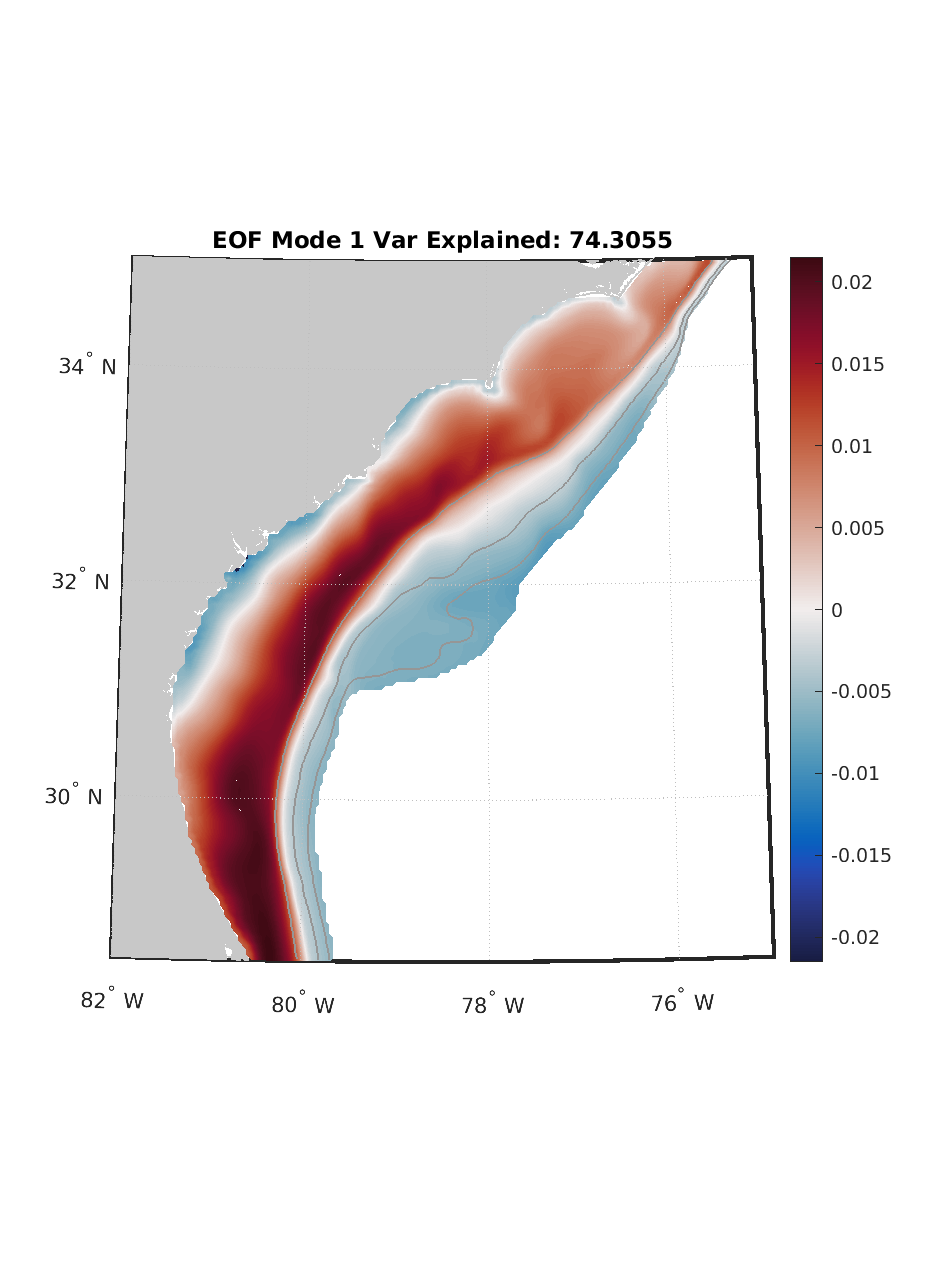 EOF Mode 1 Var Explained: 74.3055
0.02
34° N
0.015
0.01
0.005
32° N
0
-0.005
-0.01
30° N
-0.015
-0.02
82° W
80° W
78° W
76° W